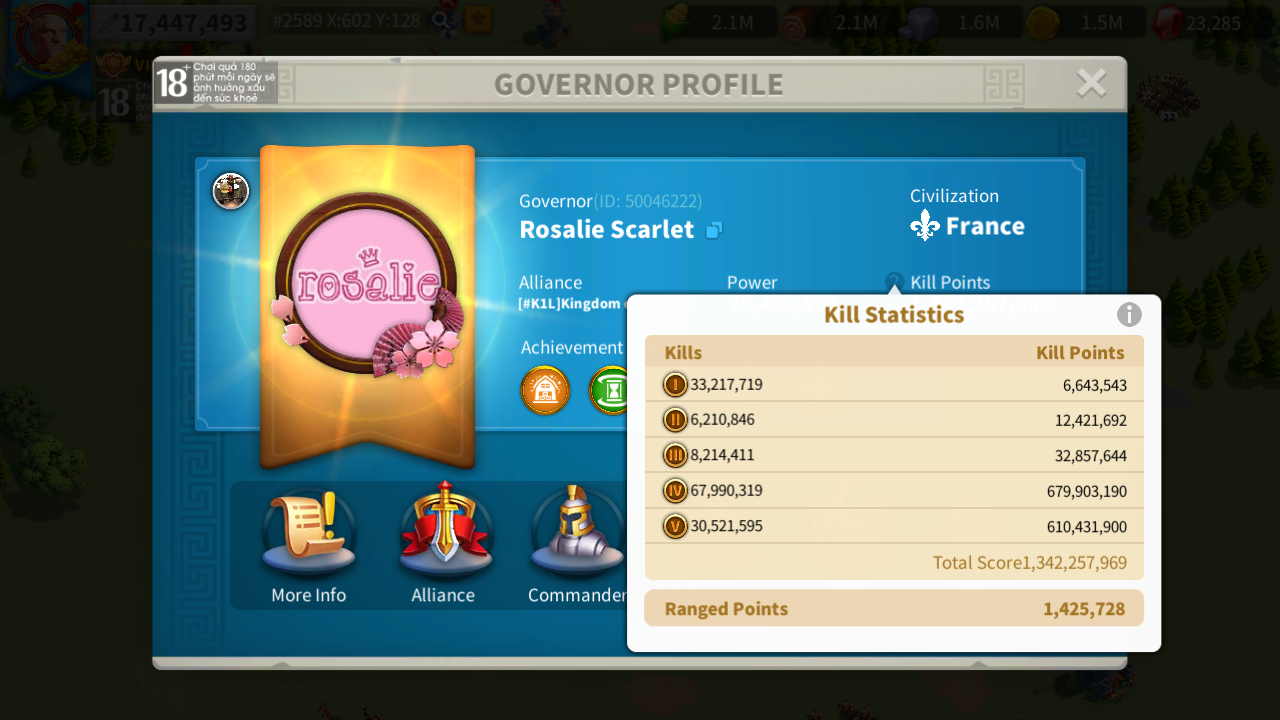 17,447,493
#2589 X:602 Y:128
2.1M
2.1M
1.6M
1.5M
23,285
18+
Chơi quá 180
phút mỗi ngày sẽ
ảnh hưởng xấu
đến sức khoẻ
GOVERNOR PROFILE
18
22
Governor(ID: 50046222)
Rosalie Scarlet
Civilization
France
rosalie
Alliance
Power
Kill Points
[#K1L]Kingdom
Achievement
Kill Statistics
Kills
Kill Points
I 33,217,719
6,643,543
II 6,210,846
12,421,692
III 8,214,411
32,857,644
IV 67,990,319
679,903,190
V 30,521,595
610,431,900
Total Score1,342,257,969
Ranged Points
1,425,728
More Info
Alliance
Commander